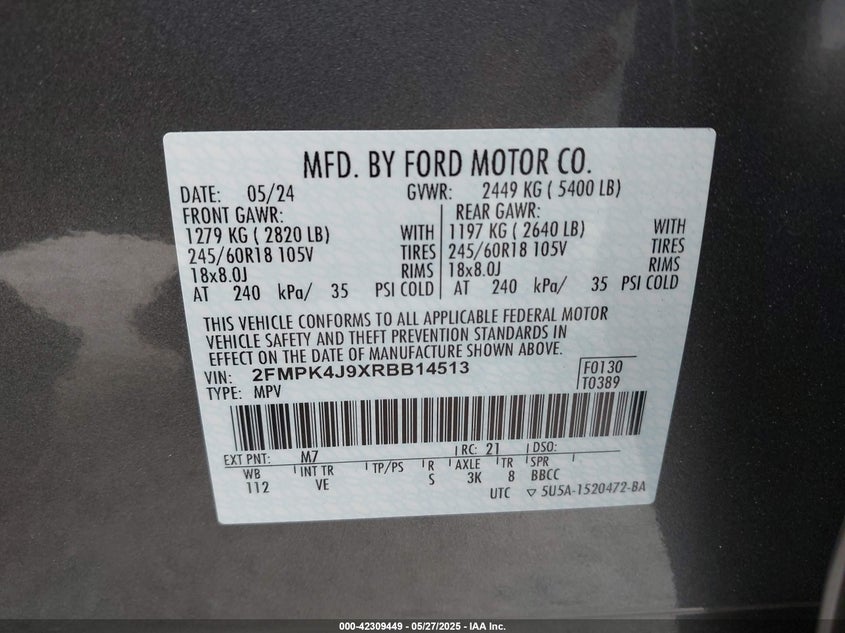 MFD. BY FORD MOTOR CO.
DATE: 05/24 GVWR: 2449 KG ( 5400 LB)
FRONT GAWR: REAR GAWR:
1279 KG ( 2820 LB) WITH 1197 KG ( 2640 LB) WITH
245/60R18 105V TIRES 245/60R18 105V TIRES
18x8.0J RIMS 18x8.0J RIMS
AT 240 kPa/ 35 PSI COLD AT 240 kPa/ 35 PSI COLD
THIS VEHICLE CONFORMS TO ALL APPLICABLE FEDERAL MOTOR
VEHICLE SAFETY AND THEFT PREVENTION STANDARDS IN
EFFECT ON THE DATE OF MANUFACTURE SHOWN ABOVE.
VIN: 2FMPK4J9XRBB14513 F0130
TYPE: MPV T0389
EXT PNT: M7 RC: 21 DSO:
WB INT TR TP/PS R AXLE TR SPR
112 VE S 3K 8 BBCC
UTC ▽ 5U5A-1520472-BA
000-42309449 - 05/27/2025 - IAA Inc.